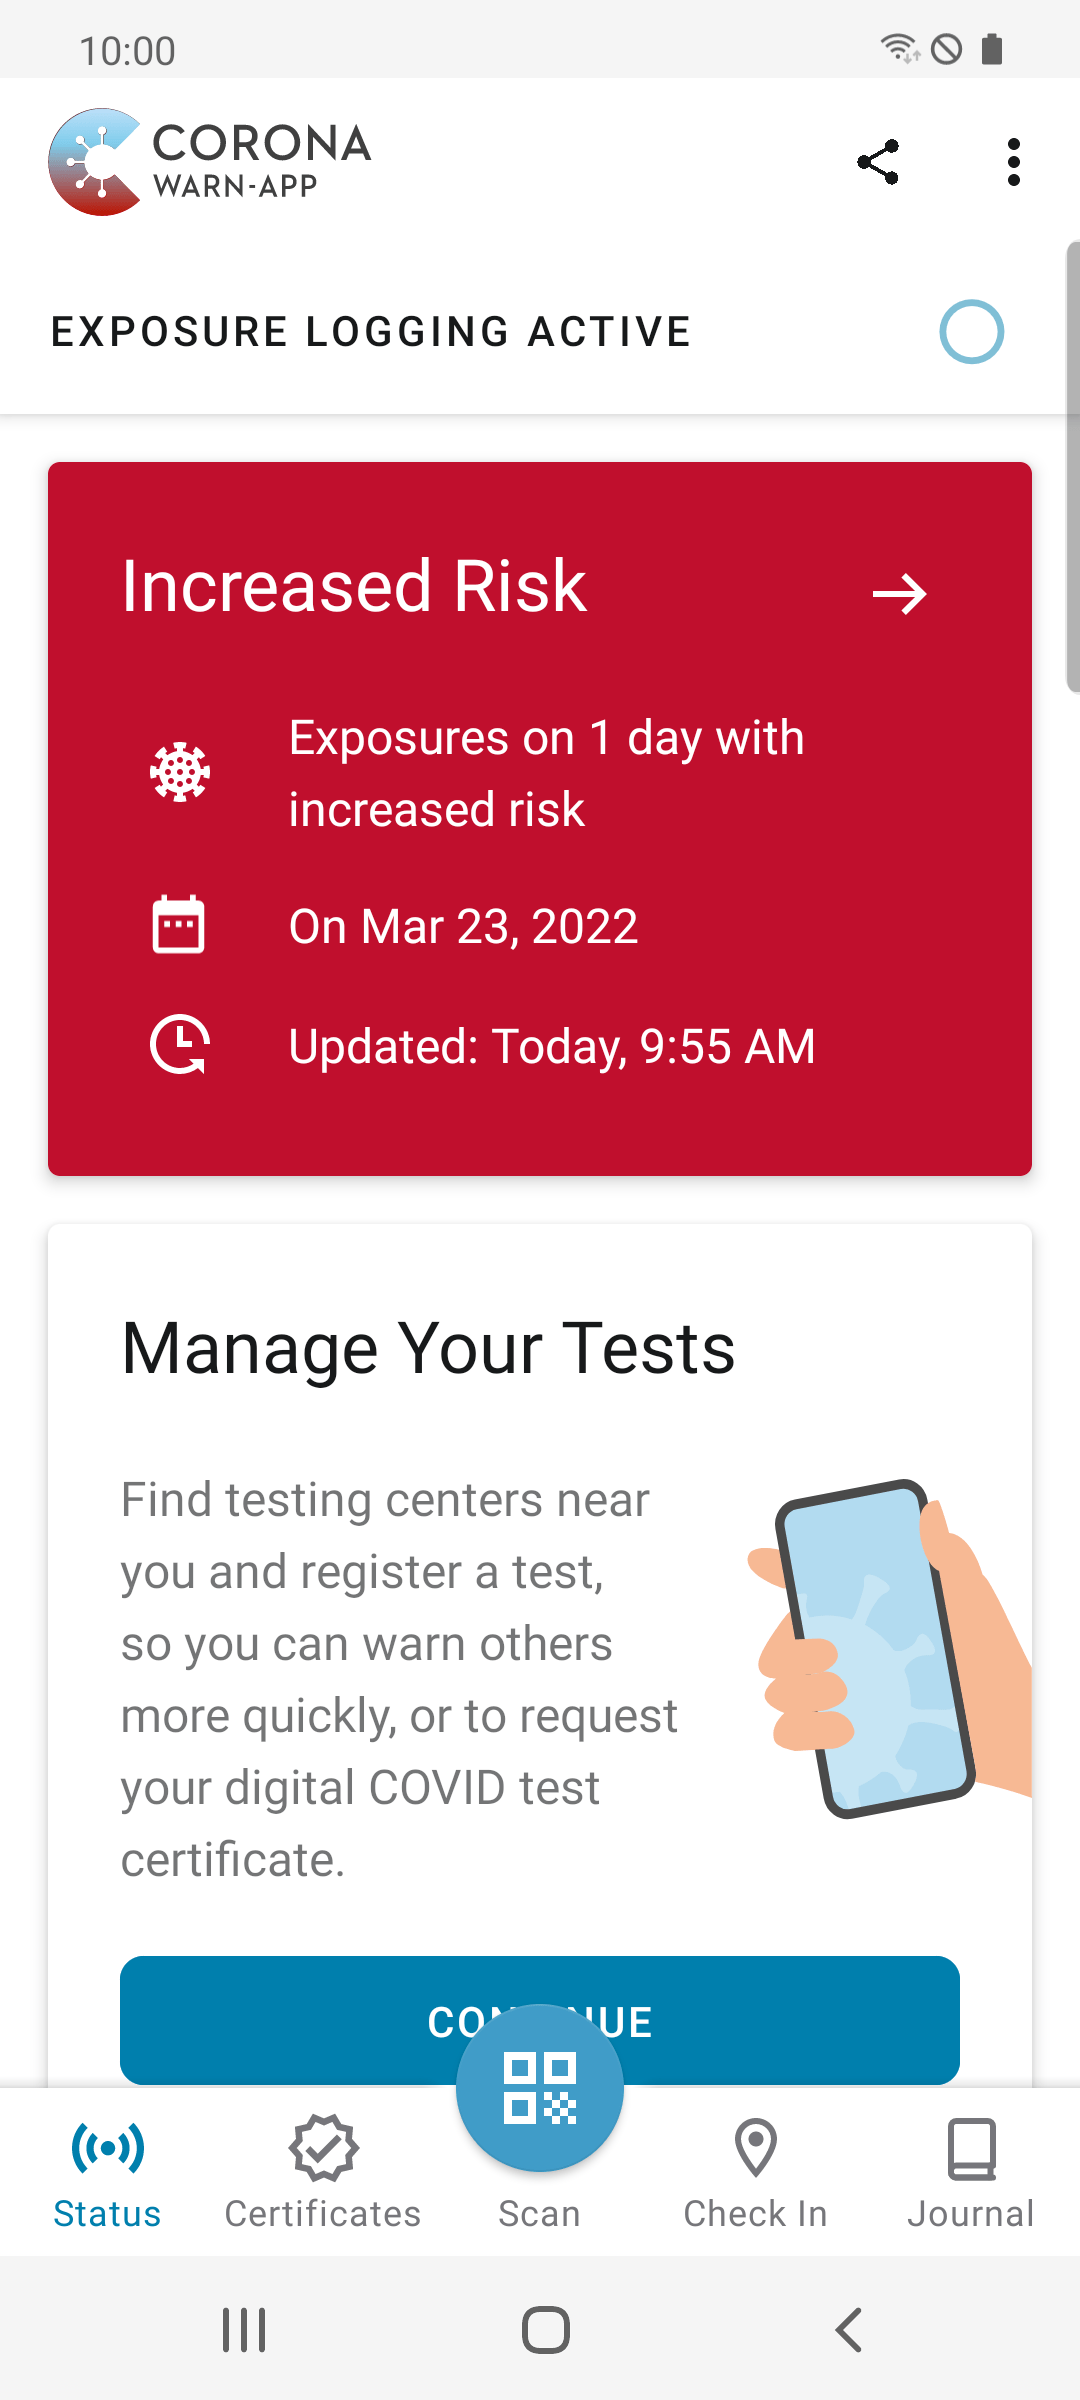 10:00
CORONA
WARN-APP
EXPOSURE LOGGING ACTIVE
Increased Risk
Exposures on 1 day with
increased risk
On Mar 23, 2022
Updated: Today, 9:55 AM
Manage Your Tests
Find testing centers near
you and register a test,
so you can warn others
more quickly, or to request
your digital COVID test
certificate.
CONTINUE
Status
Certificates
Scan
Check In
Journal